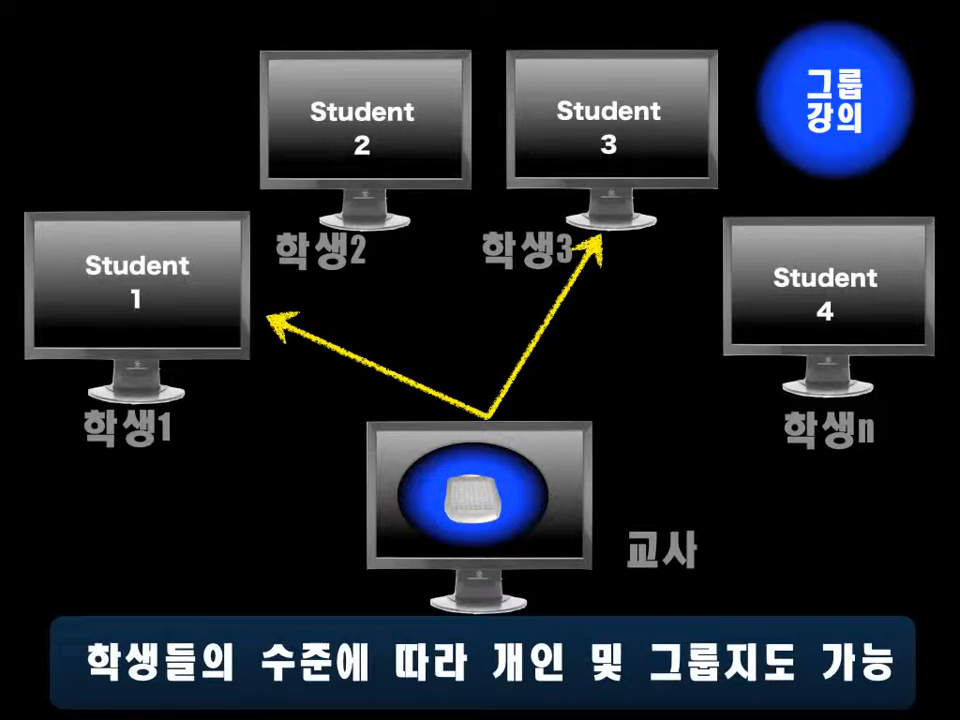 그룹
강의
Student
2
Student
3
학생2
학생3
Student
1
Student
4
학생1
학생n
교사
학생들의 수준에 따라 개인 및 그룹지도 가능